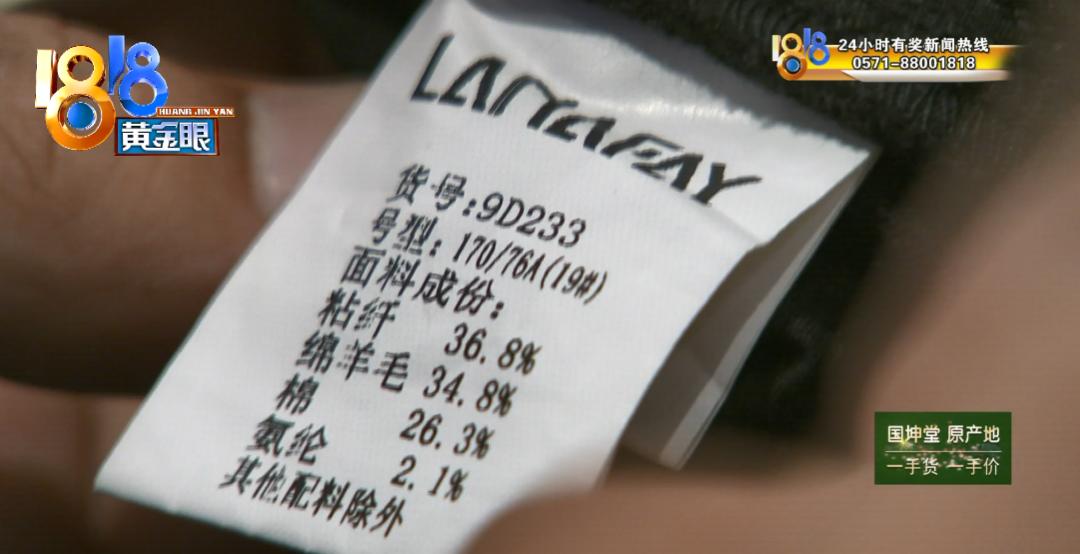 1818
HUANG JIN YAN
黄金眼
1818
24小时有奖新闻热线
0571-88001818
LANAFAY
货号:9D233
号型:170/76A(19#)
面料成份:
粘纤 36.8%
绵羊毛 34.8%
棉 26.3%
氨纶 2.1%
其他配料除外
国坤堂 原产地
一手货 一手价